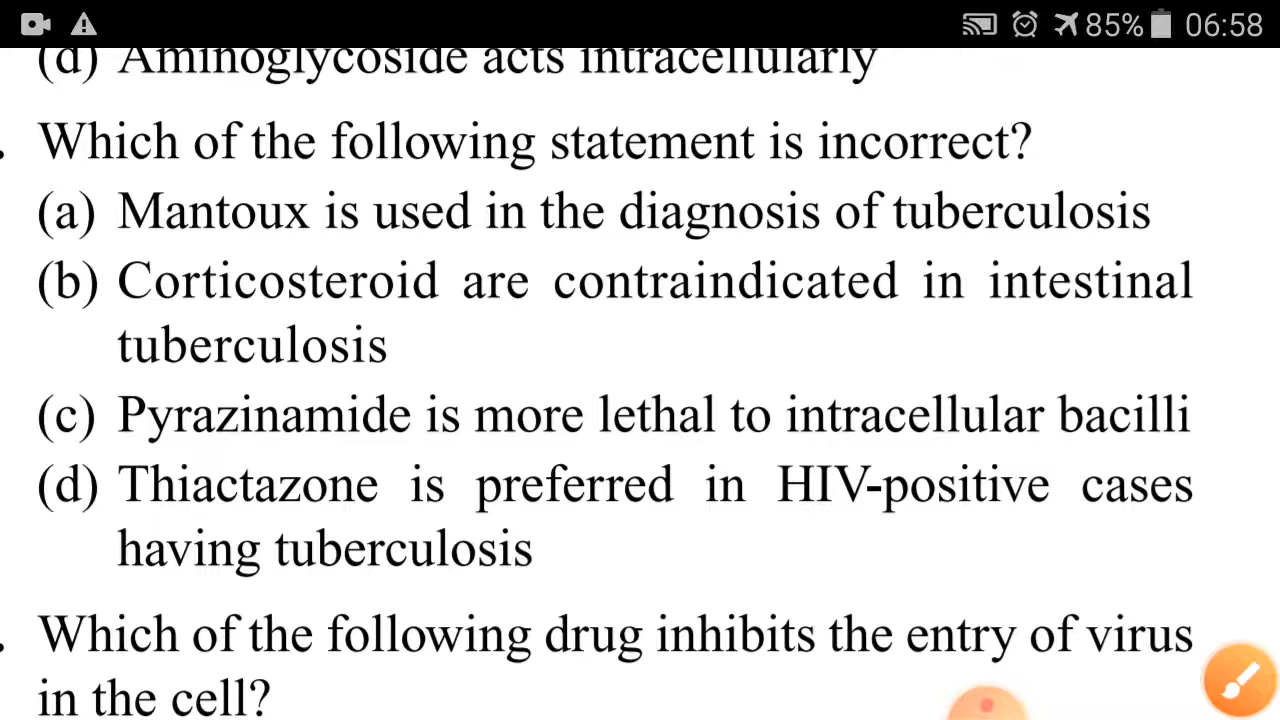 85% 06:58
(d) Aminoglycoside acts intracellularly
. Which of the following statement is incorrect?
(a) Mantoux is used in the diagnosis of tuberculosis
(b) Corticosteroid are contraindicated in intestinal
tuberculosis
(c) Pyrazinamide is more lethal to intracellular bacilli
(d) Thiactazone is preferred in HIV-positive cases
having tuberculosis
. Which of the following drug inhibits the entry of virus
in the cell?